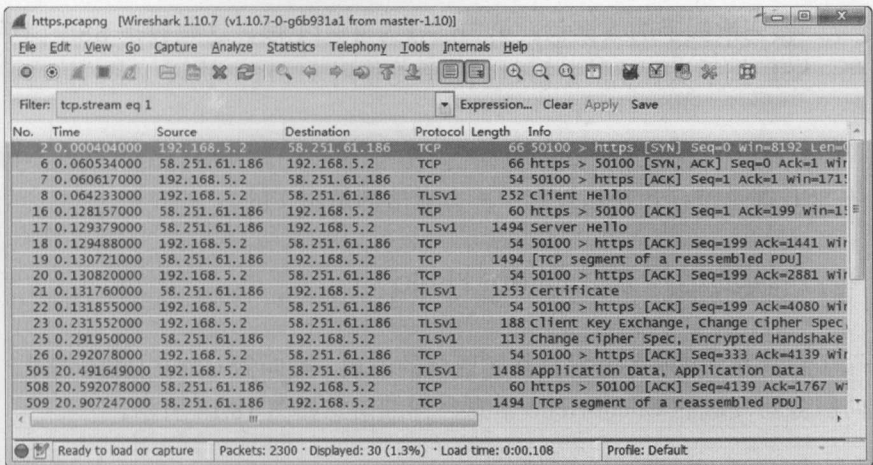 https.pcapng [Wireshark 1.10.7 (v1.10.7-0-g6b931a1 from master-1.10)]
File Edit View Go Capture Analyze Statistics Telephony Tools Internals Help
Filter: tcp.stream eq 1 Expression... Clear Apply Save
No. Time Source Destination Protocol Length Info
2 0.000404000 192.168.5.2 58.251.61.186 TCP 66 50100 > https [SYN] Seq=0 Win=8192 Len=
6 0.060534000 58.251.61.186 192.168.5.2 TCP 66 https > 50100 [SYN, ACK] Seq=0 Ack=1 Wir
7 0.060617000 192.168.5.2 58.251.61.186 TCP 54 50100 > https [ACK] Seq=1 Ack=1 Win=171
8 0.064233000 192.168.5.2 58.251.61.186 TLSv1 252 Client Hello
16 0.128157000 58.251.61.186 192.168.5.2 TCP 60 https > 50100 [ACK] Seq=1 Ack=199 Win=1
17 0.129379000 58.251.61.186 192.168.5.2 TLSv1 1494 Server Hello
18 0.129488000 192.168.5.2 58.251.61.186 TCP 54 50100 > https [ACK] Seq=199 Ack=1441 Wir
19 0.130721000 58.251.61.186 192.168.5.2 TCP 1494 [TCP segment of a reassembled PDU]
20 0.130820000 192.168.5.2 58.251.61.186 TCP 54 50100 > https [ACK] Seq=199 Ack=2881 Wir
21 0.131760000 58.251.61.186 192.168.5.2 TLSv1 1253 Certificate
22 0.131855000 192.168.5.2 58.251.61.186 TCP 54 50100 > https [ACK] Seq=199 Ack=4080 Wir
23 0.231552000 192.168.5.2 58.251.61.186 TLSv1 188 Client Key Exchange, Change Cipher Spec,
25 0.291950000 58.251.61.186 192.168.5.2 TLSv1 113 Change Cipher Spec, Encrypted Handshake
26 0.292078000 192.168.5.2 58.251.61.186 TCP 54 50100 > https [ACK] Seq=333 Ack=4139 Wir
505 20.491649000 192.168.5.2 58.251.61.186 TLSv1 1488 Application Data, Application Data
508 20.592078000 58.251.61.186 192.168.5.2 TCP 60 https > 50100 [ACK] Seq=4139 Ack=1767 W
509 20.907247000 58.251.61.186 192.168.5.2 TCP 1494 [TCP segment of a reassembled PDU]
Ready to load or capture Packets: 2300 · Displayed: 30 (1.3%) · Load time: 0:00.108 Profile: Default